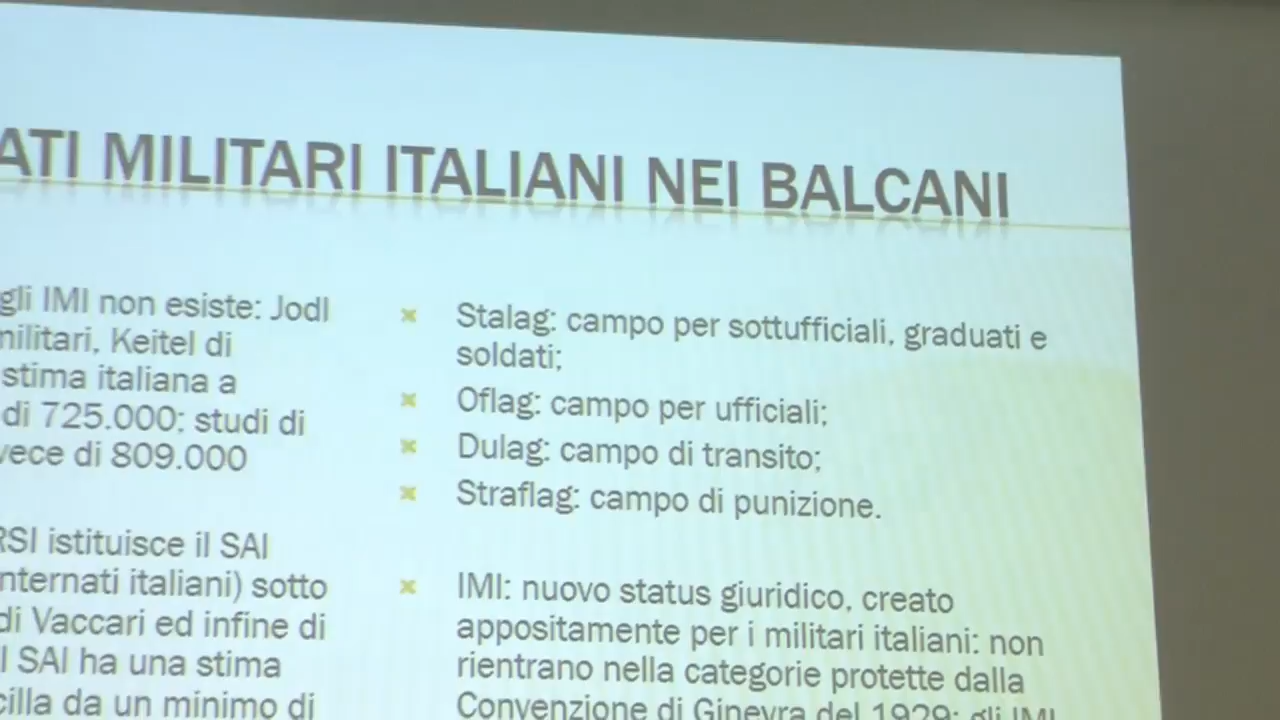 ATI MILITARI ITALIANI NEI BALCANI
gli IMI non esiste: Jodl
militari, Keitel di
stima italiana a
di 725.000; studi di
vece di 809.000
RSI istituisce il SAI
nternati italiani) sotto
di Vaccari ed infine di
l SAI ha una stima
cilla da un minimo di
Stalag: campo per sottufficiali, graduati e
soldati;
Oflag: campo per ufficiali;
Dulag: campo di transito;
Straflag: campo di punizione.
IMI: nuovo status giuridico, creato
appositamente per i militari italiani: non
rientrano nella categorie protette dalla
Convenzione di Ginevra del 1929; gli IMI